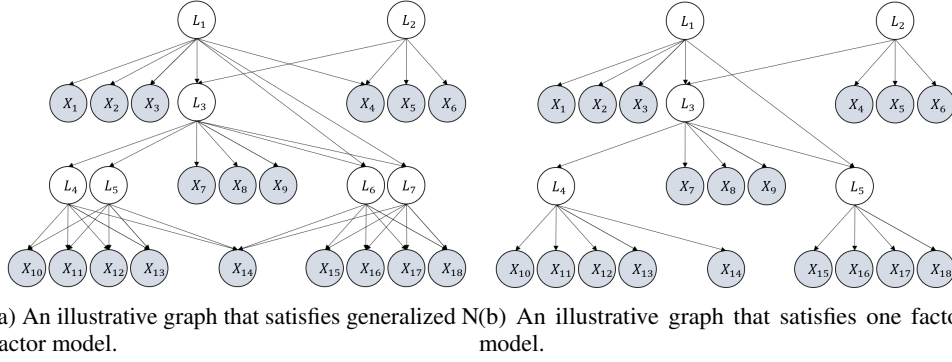 L1 L2
X1 X2 X3 L3 X4 X5 X6
L4 L5 X7 X8 X9 L6 L7
X10 X11 X12 X13 X14 X15 X16 X17 X18
a) An illustrative graph that satisfies generalized N
actor model.
L1 L2
X1 X2 X3 L3 X4 X5 X6
L4 X7 X8 X9 L5
X10 X11 X12 X13 X14 X15 X16 X17 X18
(b) An illustrative graph that satisfies one facto
model.